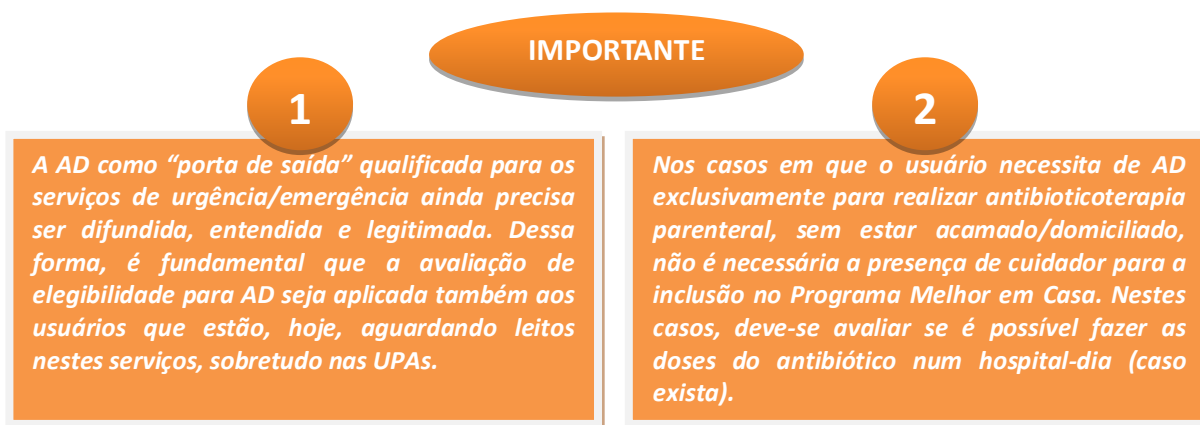 IMPORTANTE
1
A AD como “porta de saída” qualificada para os
serviços de urgência/emergência ainda precisa
ser difundida, entendida e legitimada. Dessa
forma, é fundamental que a avaliação de
elegibilidade para AD seja aplicada também aos
usuários que estão, hoje, aguardando leitos
nestes serviços, sobretudo nas UPAs.
2
Nos casos em que o usuário necessita de AD
exclusivamente para realizar antibioticoterapia
parenteral, sem estar acamado/domiciliado,
não é necessária a presença de cuidador para a
inclusão no Programa Melhor em Casa. Nestes
casos, deve-se avaliar se é possível fazer as
doses do antibiótico num hospital-dia (caso
exista).